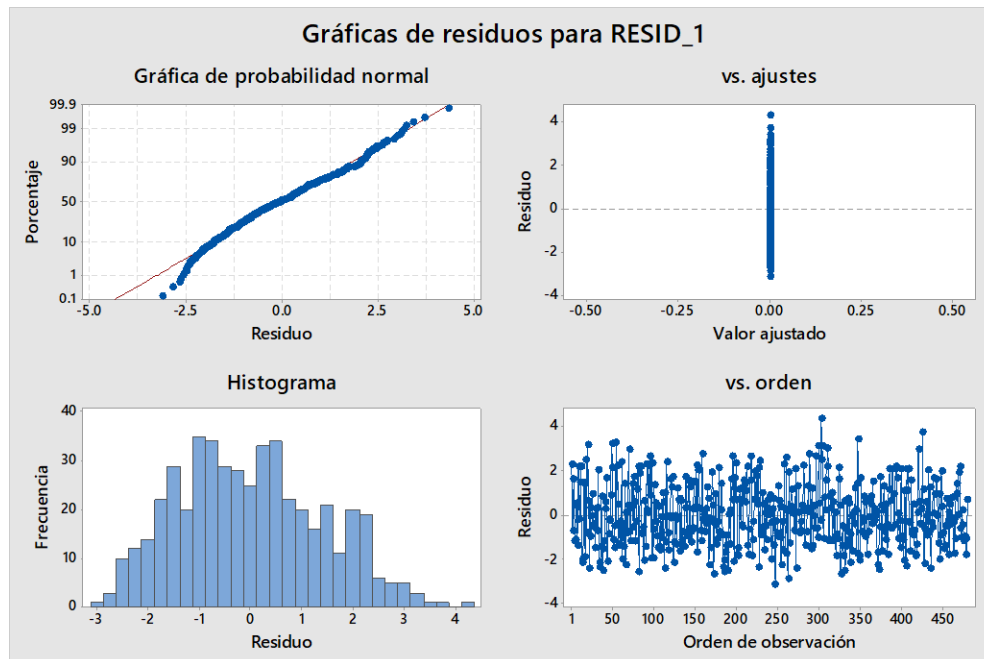 Gráficas de residuos para RESID_1
Gráfica de probabilidad normal
99.9
99
90
50
10
1
0.1
Porcentaje
-5.0 -2.5 0.0 2.5 5.0
Residuo
vs. ajustes
4
2
0
-2
-4
Residuo
-0.50 -0.25 0.00 0.25 0.50
Valor ajustado
Histograma
40
30
20
10
0
Frecuencia
-3 -2 -1 0 1 2 3 4
Residuo
vs. orden
4
2
0
-2
-4
Residuo
1 50 100 150 200 250 300 350 400 450
Orden de observación